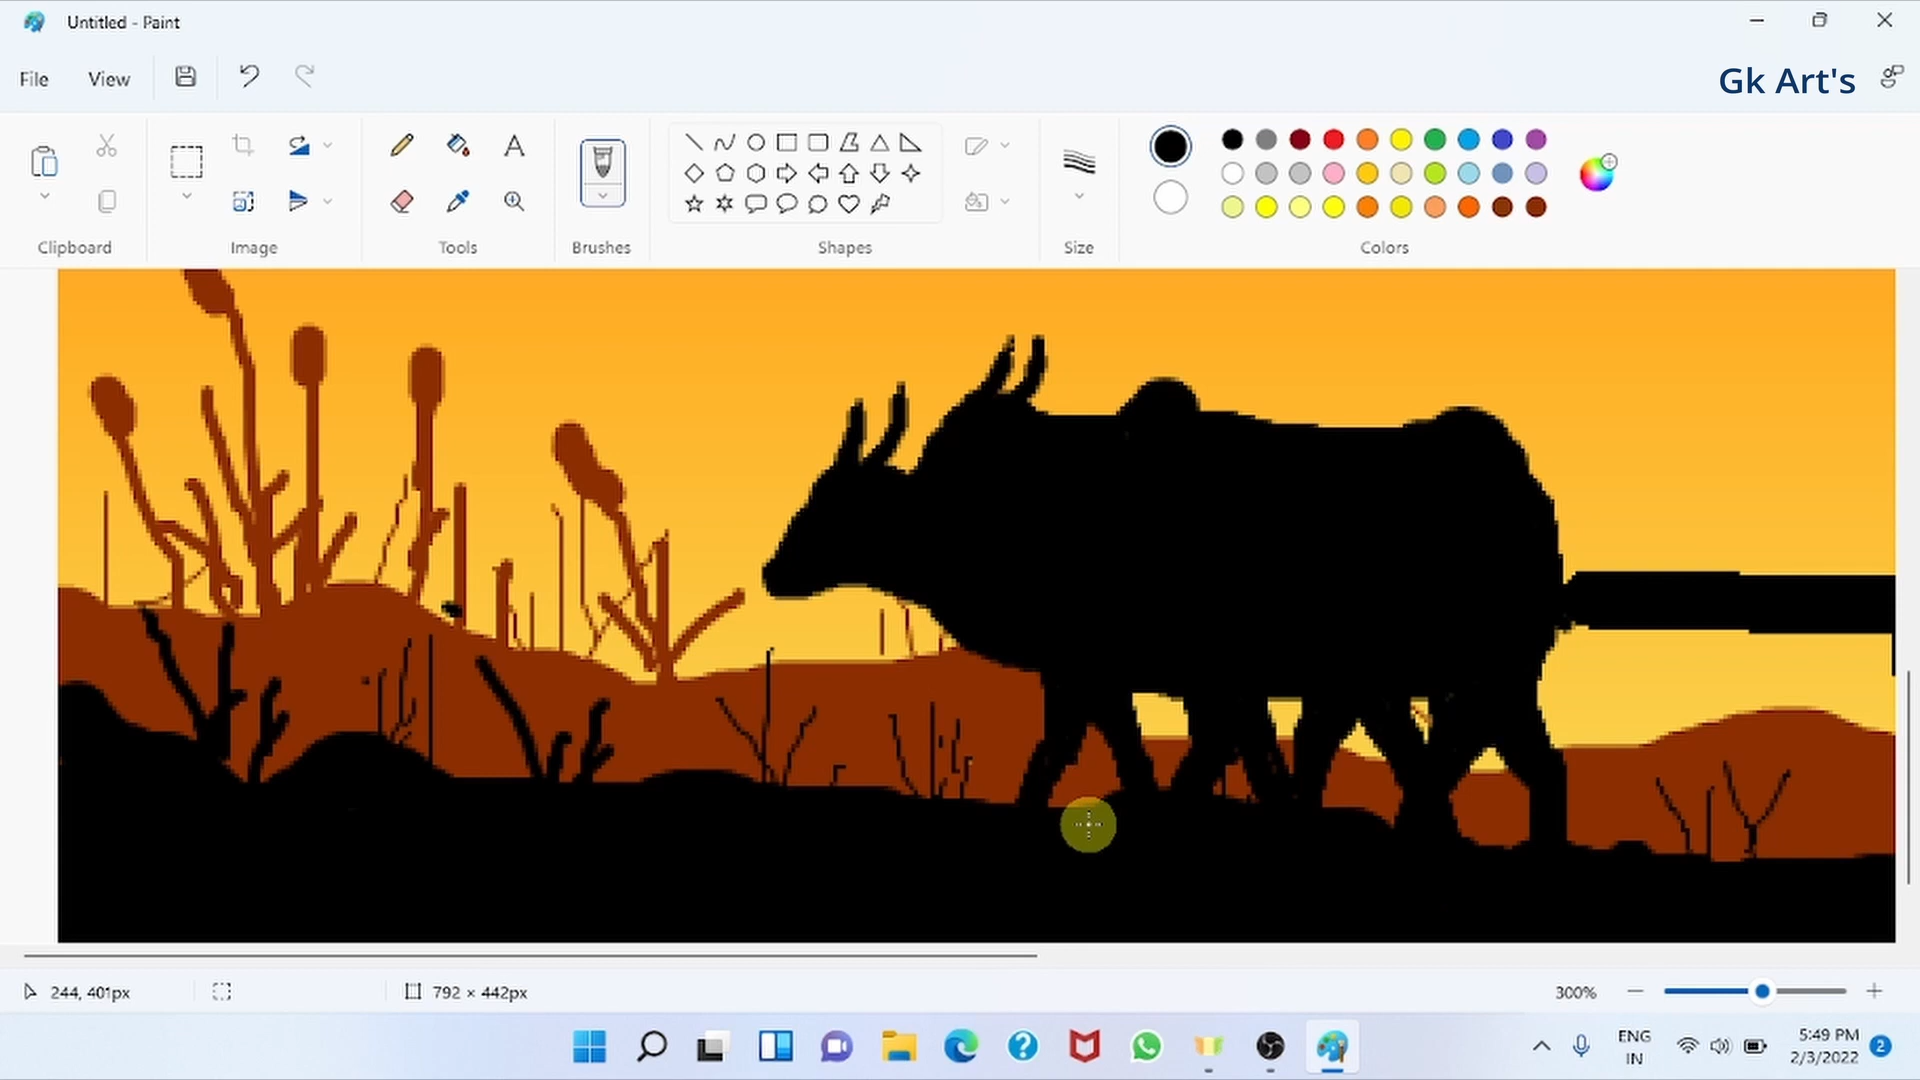 Untitled - Paint
File View
Gk Art's
Clipboard Image Tools Brushes Shapes Size Colors
244, 401px
792 × 442px
300%
ENG
IN
5:49 PM
2/3/2022
2